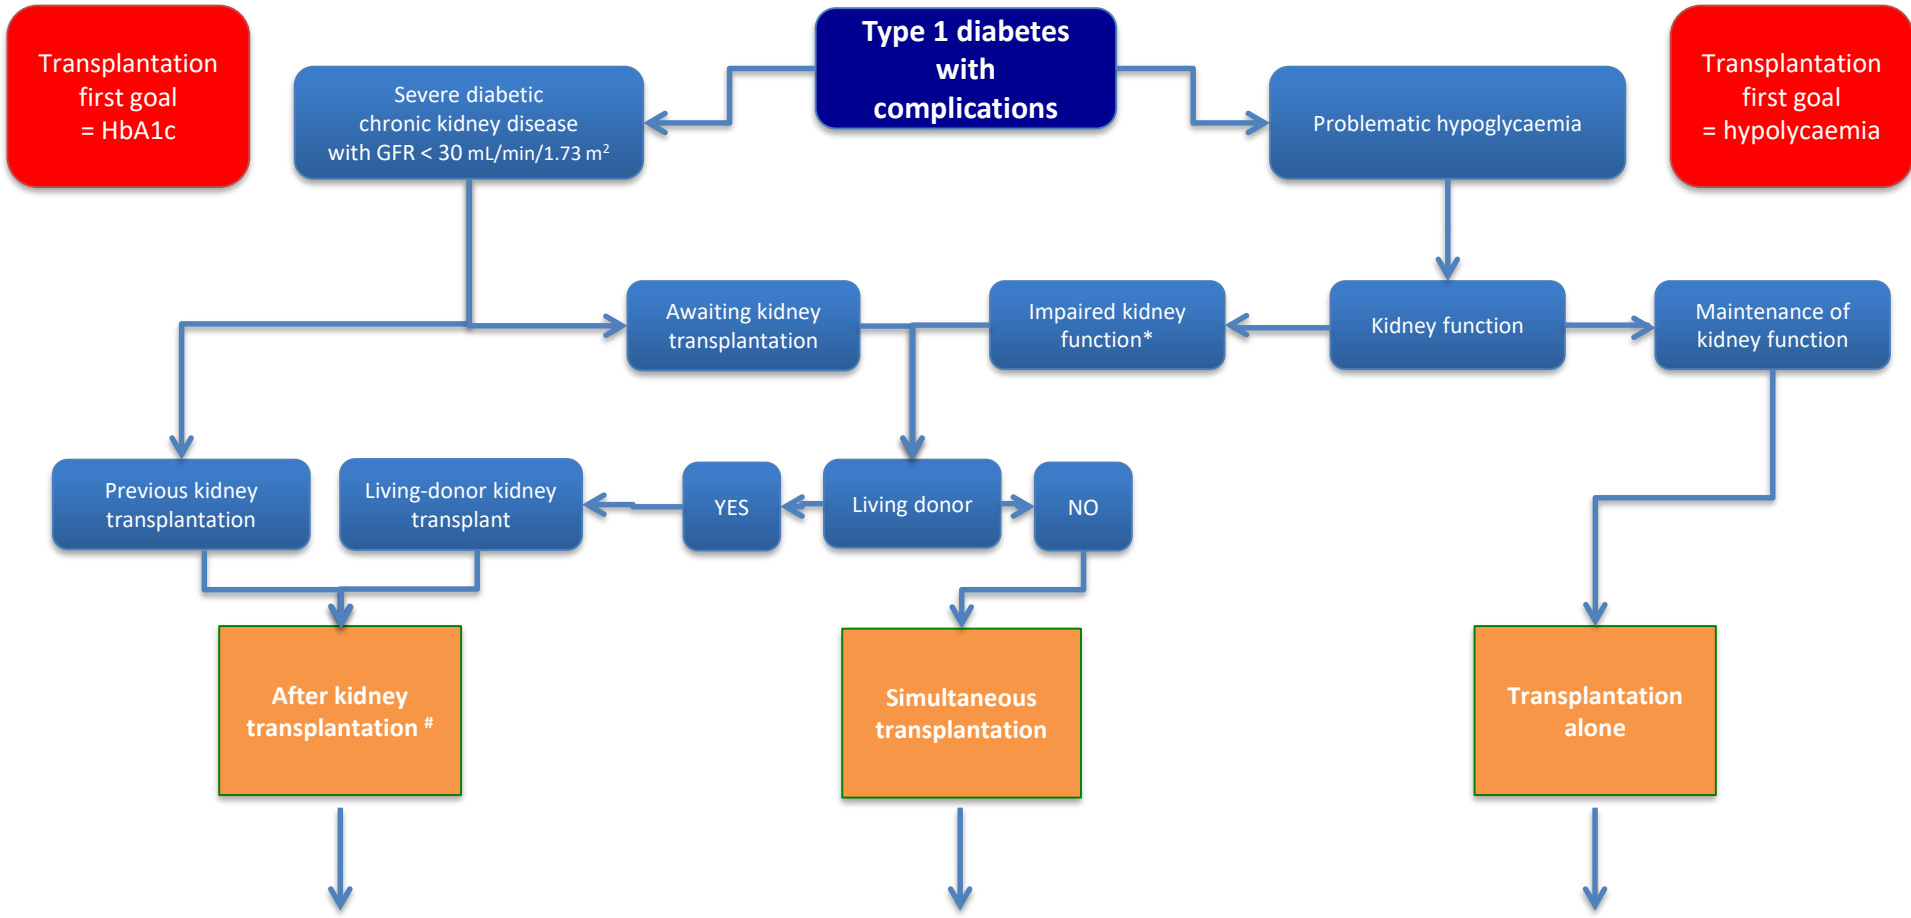 Transplantation
first goal
= HbA1c
Type 1 diabetes
with
complications
Transplantation
first goal
= hypolycaemia
Severe diabetic
chronic kidney disease
with GFR < 30 mL/min/1.73 m²
Problematic hypoglycaemia
Awaiting kidney
transplantation
Impaired kidney
function*
Kidney function
Maintenance of
kidney function
Previous kidney
transplantation
Living-donor kidney
transplant
YES
Living donor
NO
After kidney
transplantation #
Simultaneous
transplantation
Transplantation
alone